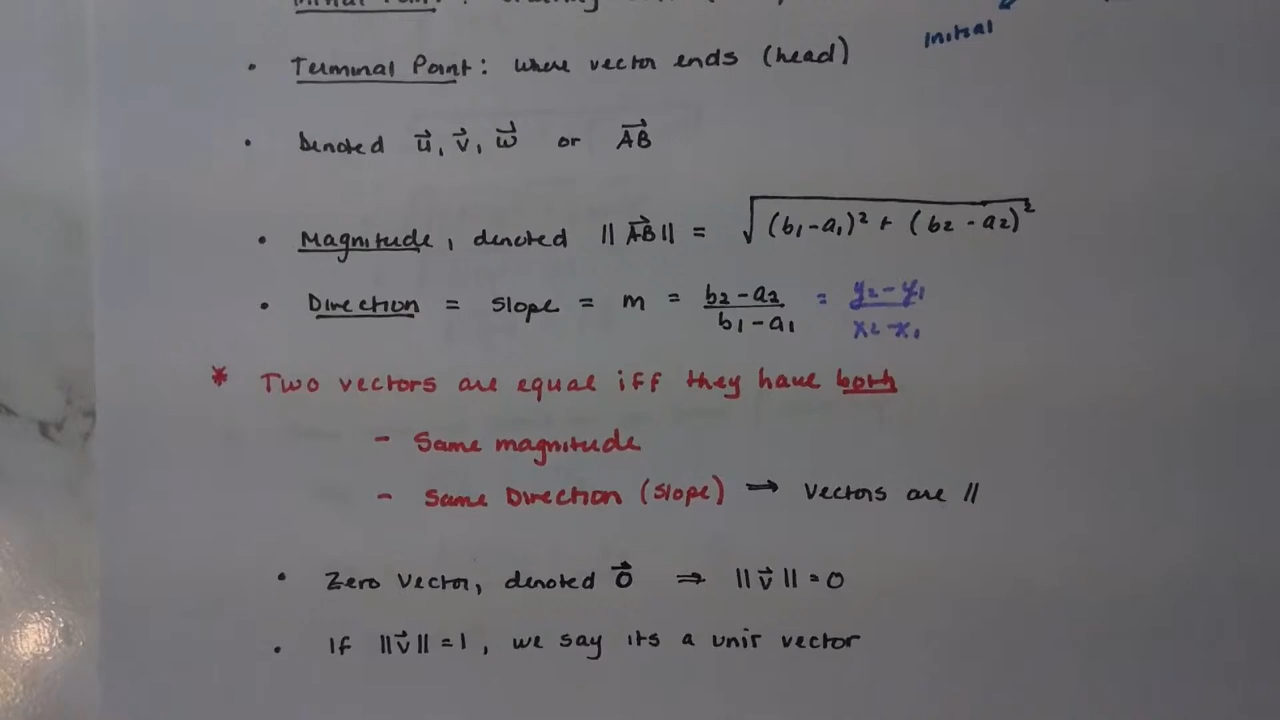 Initial
• Terminal Point: where vector ends (head)
• Denoted u⃗, v⃗, w⃗ or A⃗B⃗
• Magnitude, denoted ||A⃗B⃗|| = √(b₁-a₁)² + (b₂-a₂)²
• Direction = slope = m = b₂-a₂ / b₁-a₁ = y₂-y₁ / x₂-x₁
* Two vectors are equal iff they have both
- Same magnitude
- Same Direction (slope) ⇒ vectors are //
• Zero vector, denoted 0⃗ ⇒ ||v⃗|| = 0
• If ||v⃗|| = 1, we say its a unit vector